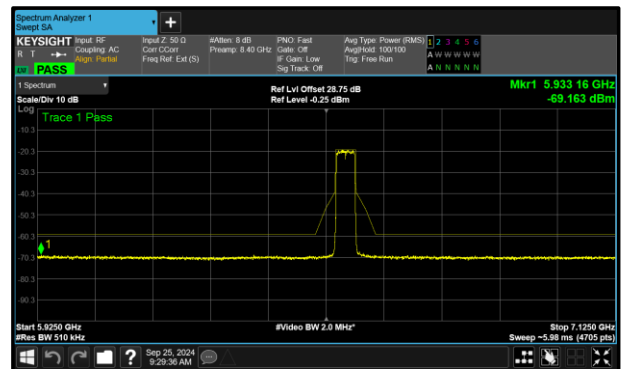 Spectrum Analyzer 1
Swept SA
+
KEYSIGHT Input: RF Input Z: 50 Ω #Atten: 8 dB PNO: Fast Avg Type: Power (RMS) 1 2 3 4 5 6
R T Coupling: AC Corr CCorr Preamp: 8.40 GHz Gate: Off Avg|Hold: 100/100 A W W W W W
Align: Partial Freq Ref: Ext (S) IF Gain: Low Trig: Free Run
PASS Sig Track: Off A N N N N N
1 Spectrum Ref Lvl Offset 28.75 dB Mkr1 5.933 16 GHz
Scale/Div 10 dB Ref Level -0.25 dBm -69.163 dBm
Log
Trace 1 Pass
-10.3
-20.3
-30.3
-40.3
-50.3
-60.3
1
-70.3
-80.3
-90.3
Start 5.9250 GHz #Video BW 2.0 MHz* Stop 7.1250 GHz
#Res BW 510 kHz Sweep ~5.98 ms (4705 pts)
? Sep 25, 2024
9:29:36 AM